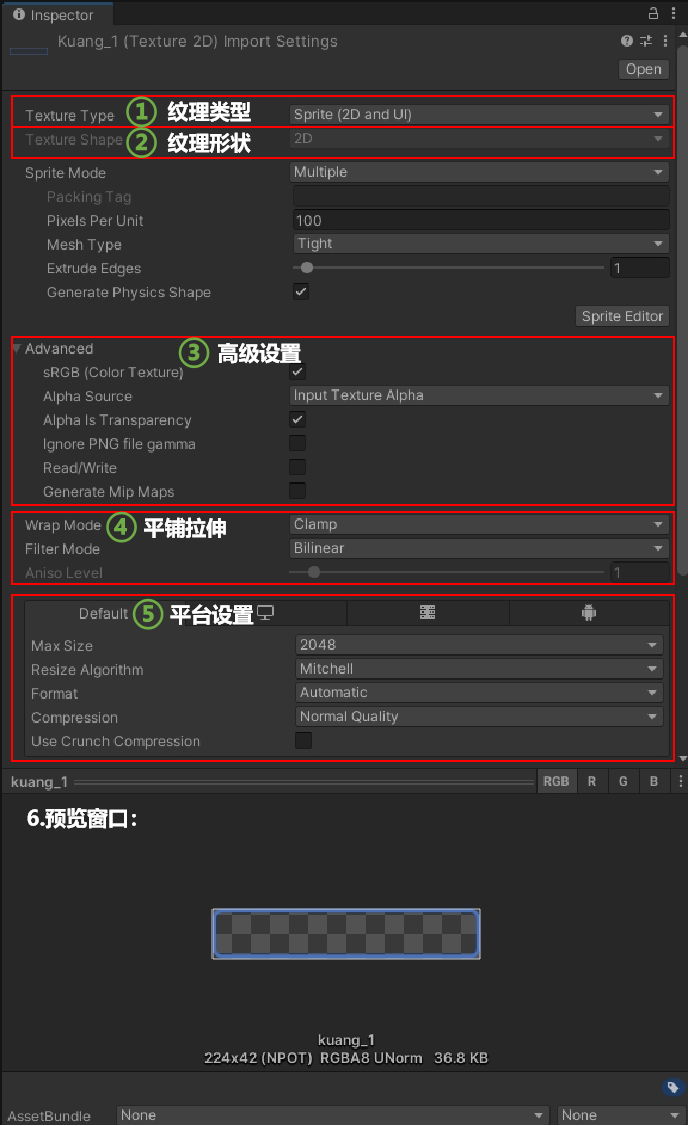 Inspector
Kuang_1 (Texture 2D) Import Settings
Open
Texture Type ① 纹理类型 Sprite (2D and UI)
Texture Shape ② 纹理形状 2D
Sprite Mode Multiple
Packing Tag
Pixels Per Unit 100
Mesh Type Tight
Extrude Edges 1
Generate Physics Shape
Sprite Editor
Advanced ③ 高级设置
sRGB (Color Texture)
Alpha Source Input Texture Alpha
Alpha Is Transparency
Ignore PNG file gamma
Read/Write
Generate Mip Maps
Wrap Mode ④ 平铺拉伸 Clamp
Filter Mode Bilinear
Aniso Level 1
Default ⑤ 平台设置
Max Size 2048
Resize Algorithm Mitchell
Format Automatic
Compression Normal Quality
Use Crunch Compression
kuang_1 RGB R G B
6.预览窗口：
kuang_1
224x42 (NPOT) RGBA8 UNorm 36.8 KB
AssetBundle None None